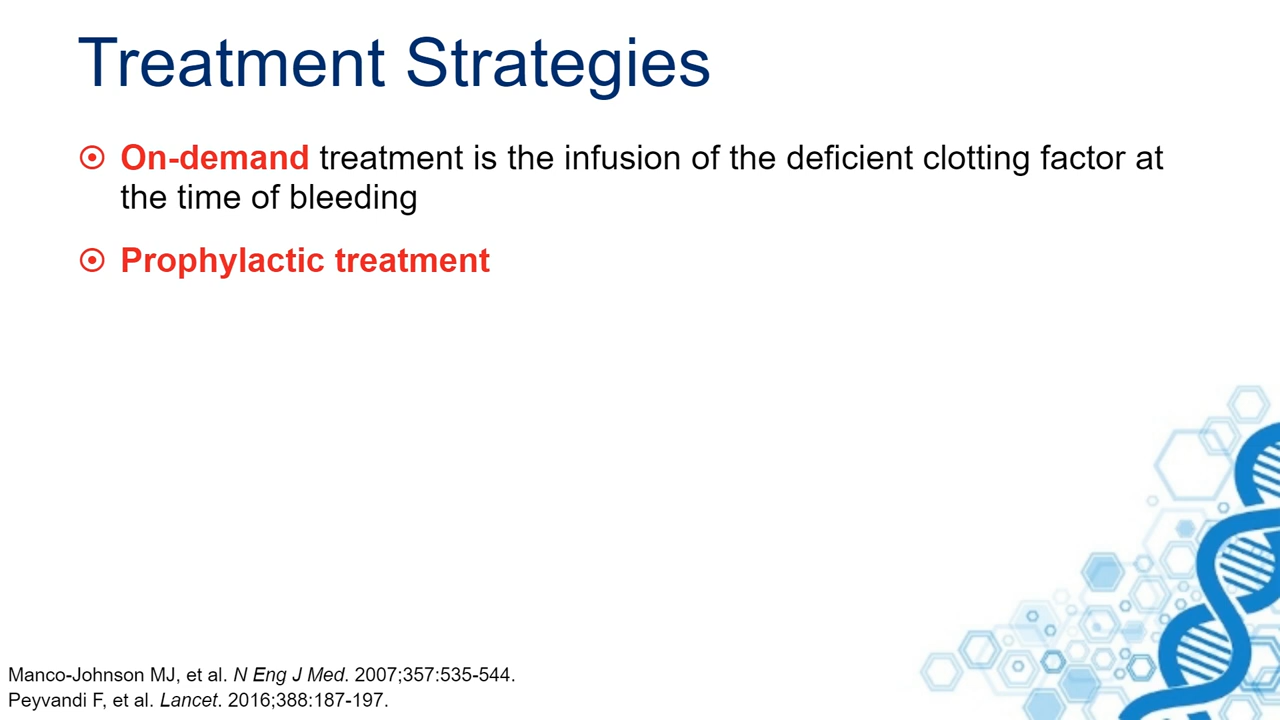 Treatment Strategies
On-demand treatment is the infusion of the deficient clotting factor at
the time of bleeding
Prophylactic treatment
Manco-Johnson MJ, et al. N Eng J Med. 2007;357:535-544.
Peyvandi F, et al. Lancet. 2016;388:187-197.